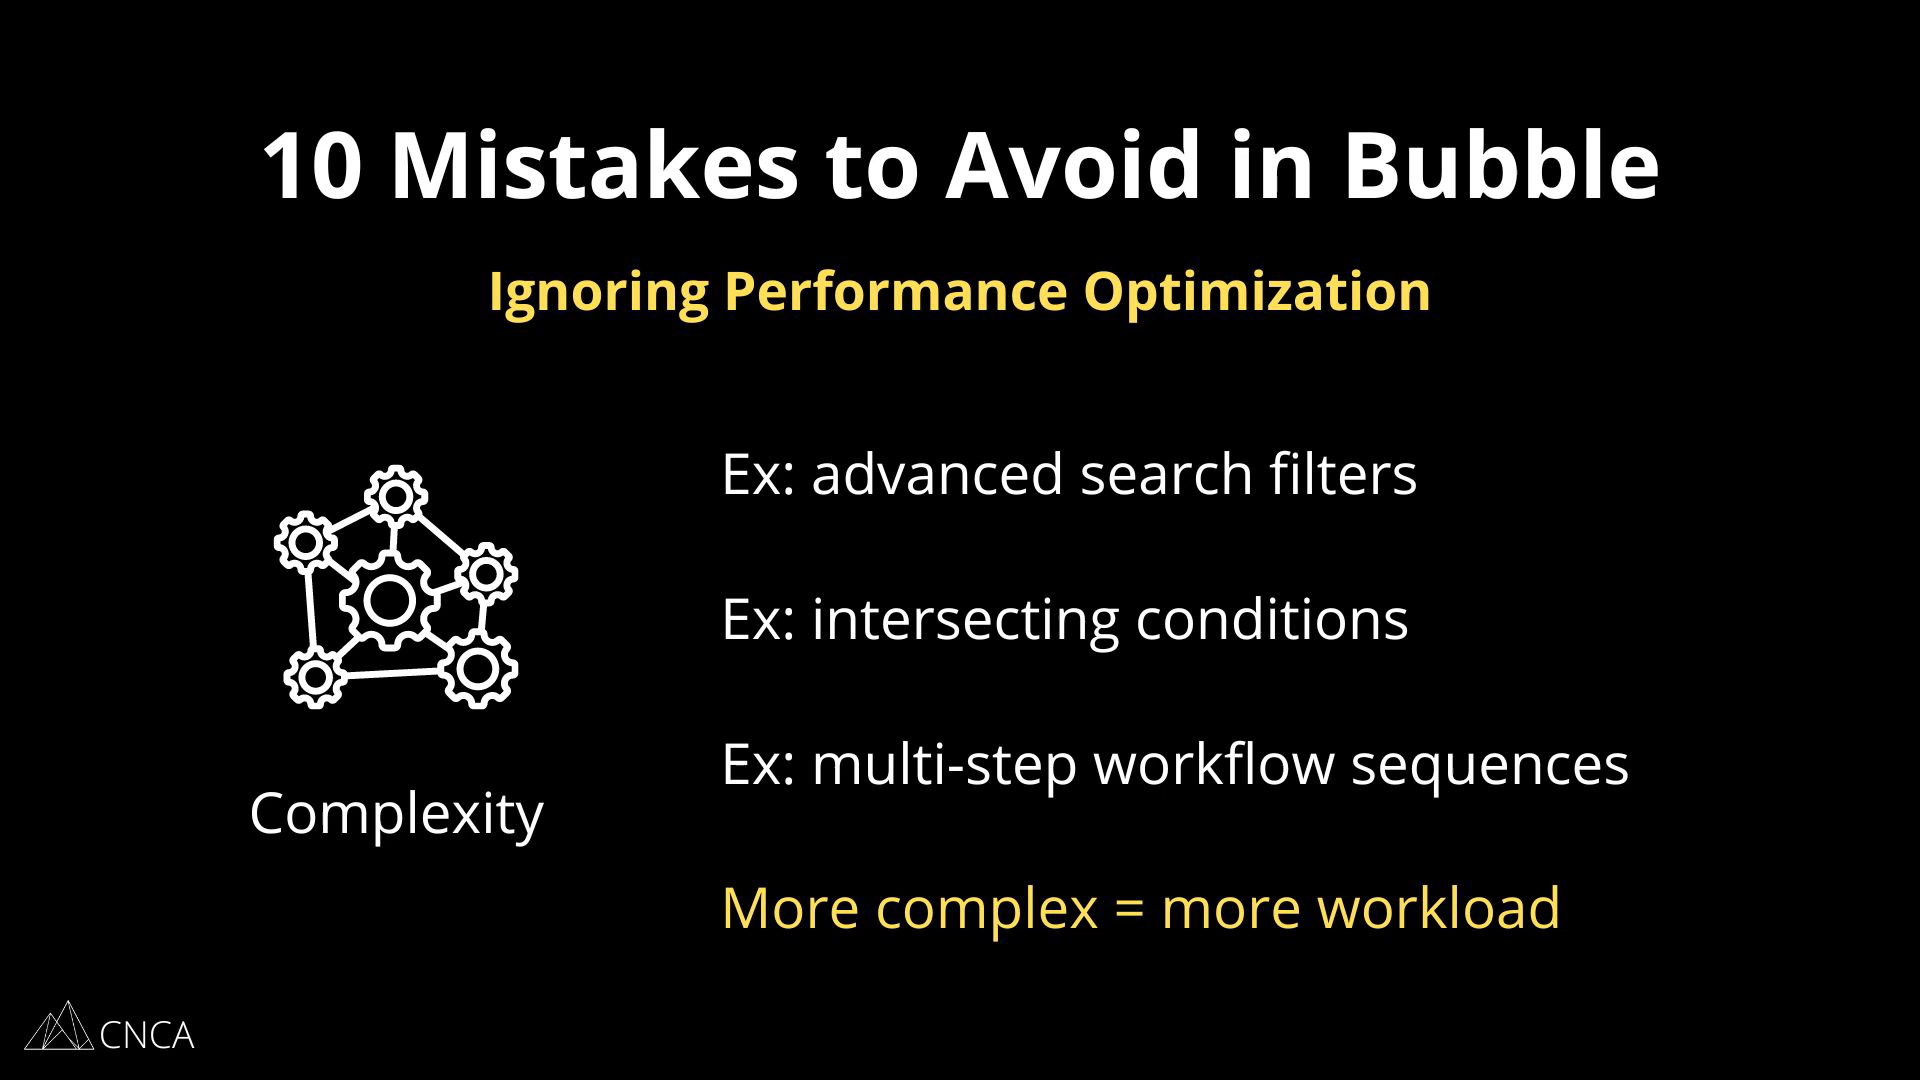 10 Mistakes to Avoid in Bubble
Ignoring Performance Optimization
Ex: advanced search filters
Ex: intersecting conditions
Ex: multi-step workflow sequences
Complexity
More complex = more workload
CNCA